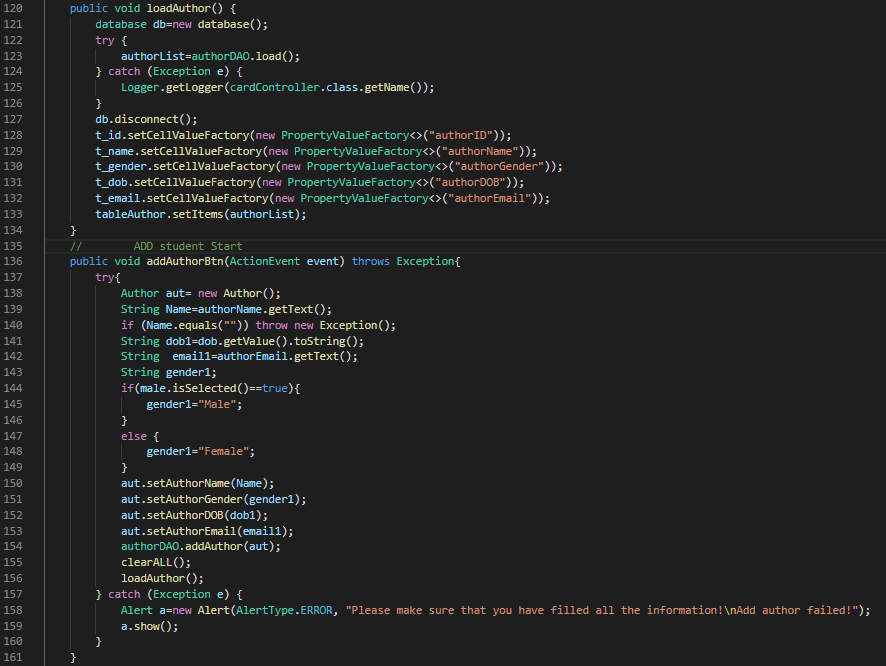 120 public void loadAuthor() {
121 database db=new database();
122 try {
123 authorList=authorDAO.load();
124 } catch (Exception e) {
125 Logger.getLogger(cardController.class.getName());
126 }
127 db.disconnect();
128 t_id.setCellValueFactory(new PropertyValueFactory<>("authorID"));
129 t_name.setCellValueFactory(new PropertyValueFactory<>("authorName"));
130 t_gender.setCellValueFactory(new PropertyValueFactory<>("authorGender"));
131 t_dob.setCellValueFactory(new PropertyValueFactory<>("authorDOB"));
132 t_email.setCellValueFactory(new PropertyValueFactory<>("authorEmail"));
133 tableAuthor.setItems(authorList);
134 }
135 // ADD student Start
136 public void addAuthorBtn(ActionEvent event) throws Exception{
137 try{
138 Author aut= new Author();
139 String Name=authorName.getText();
140 if (Name.equals("")) throw new Exception();
141 String dob1=dob.getValue().toString();
142 String  email1=authorEmail.getText();
143 String gender1;
144 if(male.isSelected()==true){
145 gender1="Male";
146 }
147 else {
148 gender1="Female";
149 }
150 aut.setAuthorName(Name);
151 aut.setAuthorGender(gender1);
152 aut.setAuthorDOB(dob1);
153 aut.setAuthorEmail(email1);
154 authorDAO.addAuthor(aut);
155 clearALL();
156 loadAuthor();
157 } catch (Exception e) {
158 Alert a=new Alert(AlertType.ERROR, "Please make sure that you have filled all the information!\nAdd author failed!");
159 a.show();
160 }
161 }